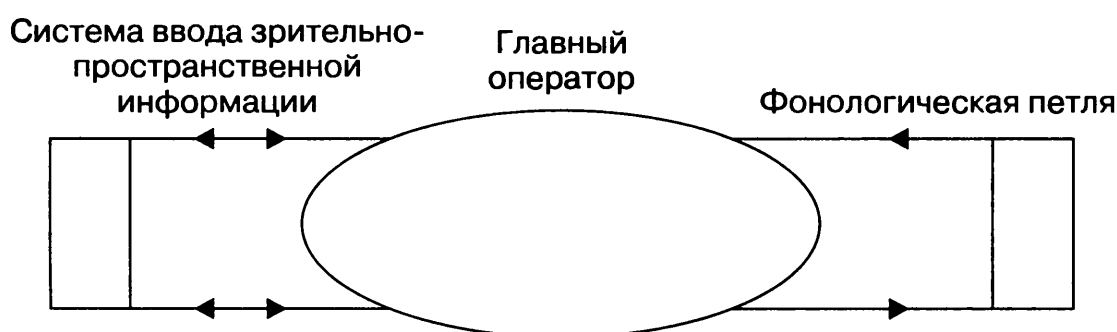 Система ввода зрительно-
пространственной
информации
Главный
оператор
Фонологическая петля